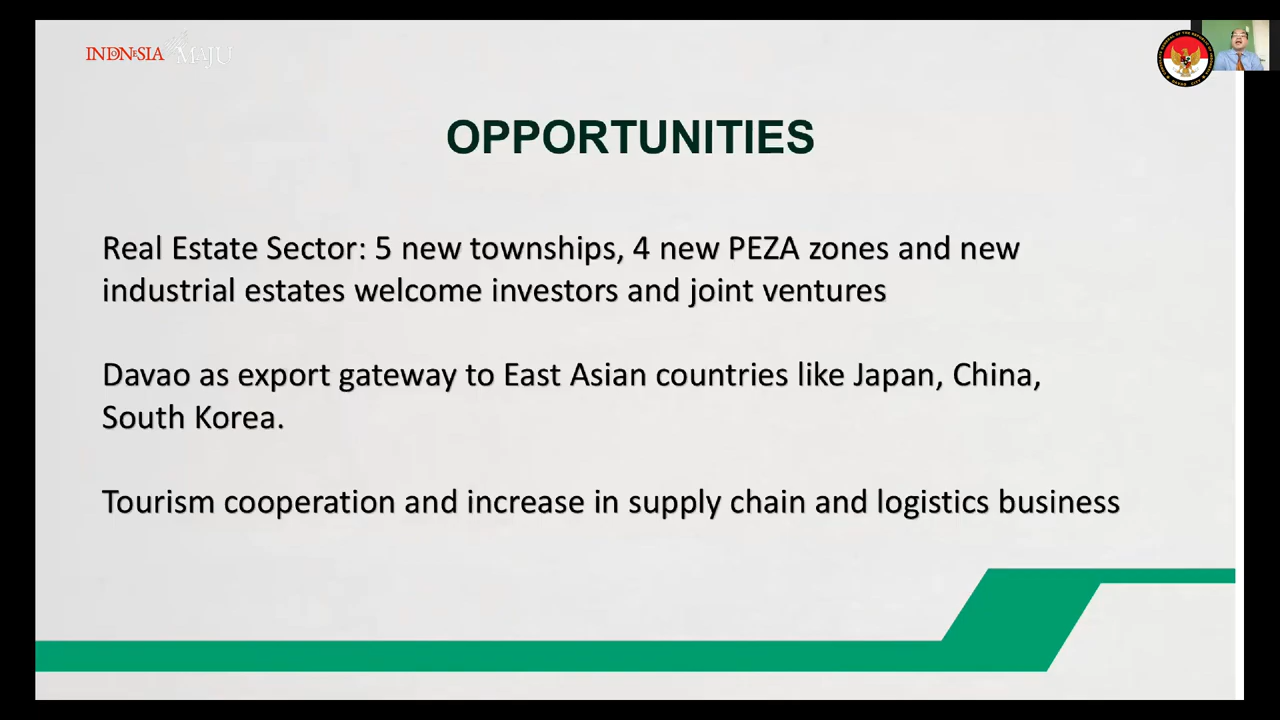 INDONESIA MAJU
OPPORTUNITIES
Real Estate Sector: 5 new townships, 4 new PEZA zones and new
industrial estates welcome investors and joint ventures
Davao as export gateway to East Asian countries like Japan, China,
South Korea.
Tourism cooperation and increase in supply chain and logistics business